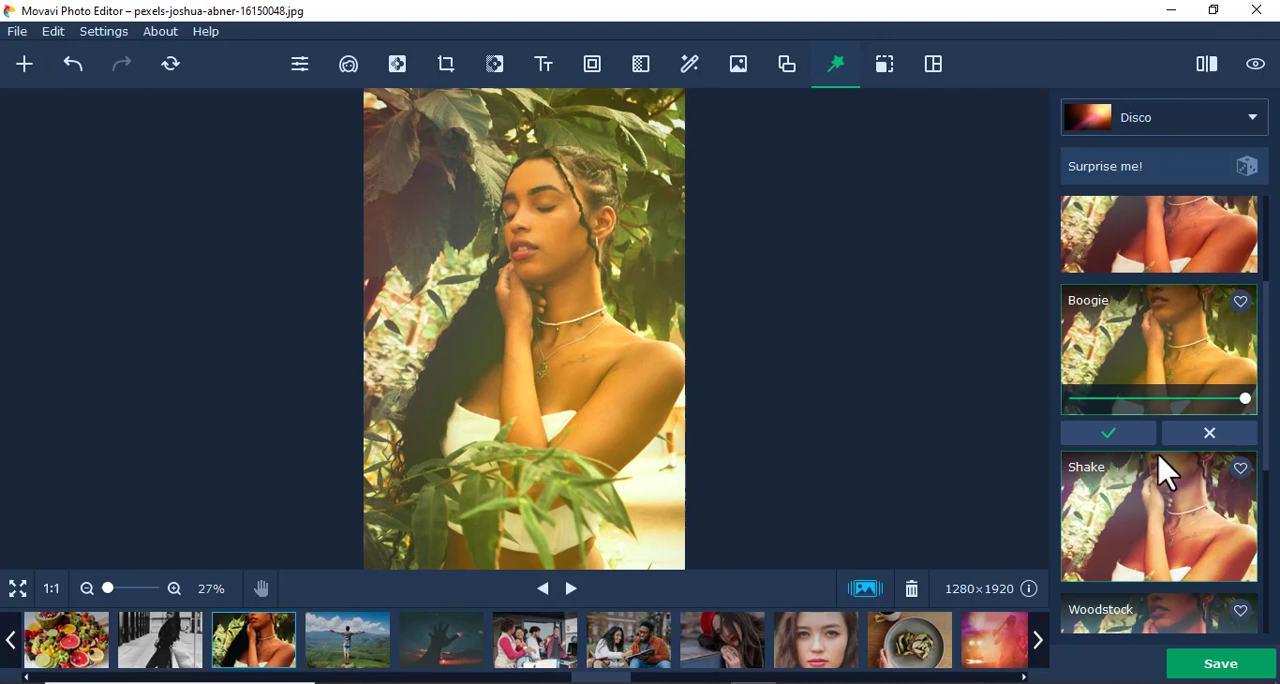 Movavi Photo Editor – pexels-joshua-abner-16150048.jpg
File Edit Settings About Help
Disco
Surprise me!
Boogie
Shake
Woodstock
1:1
27%
1280×1920
Save